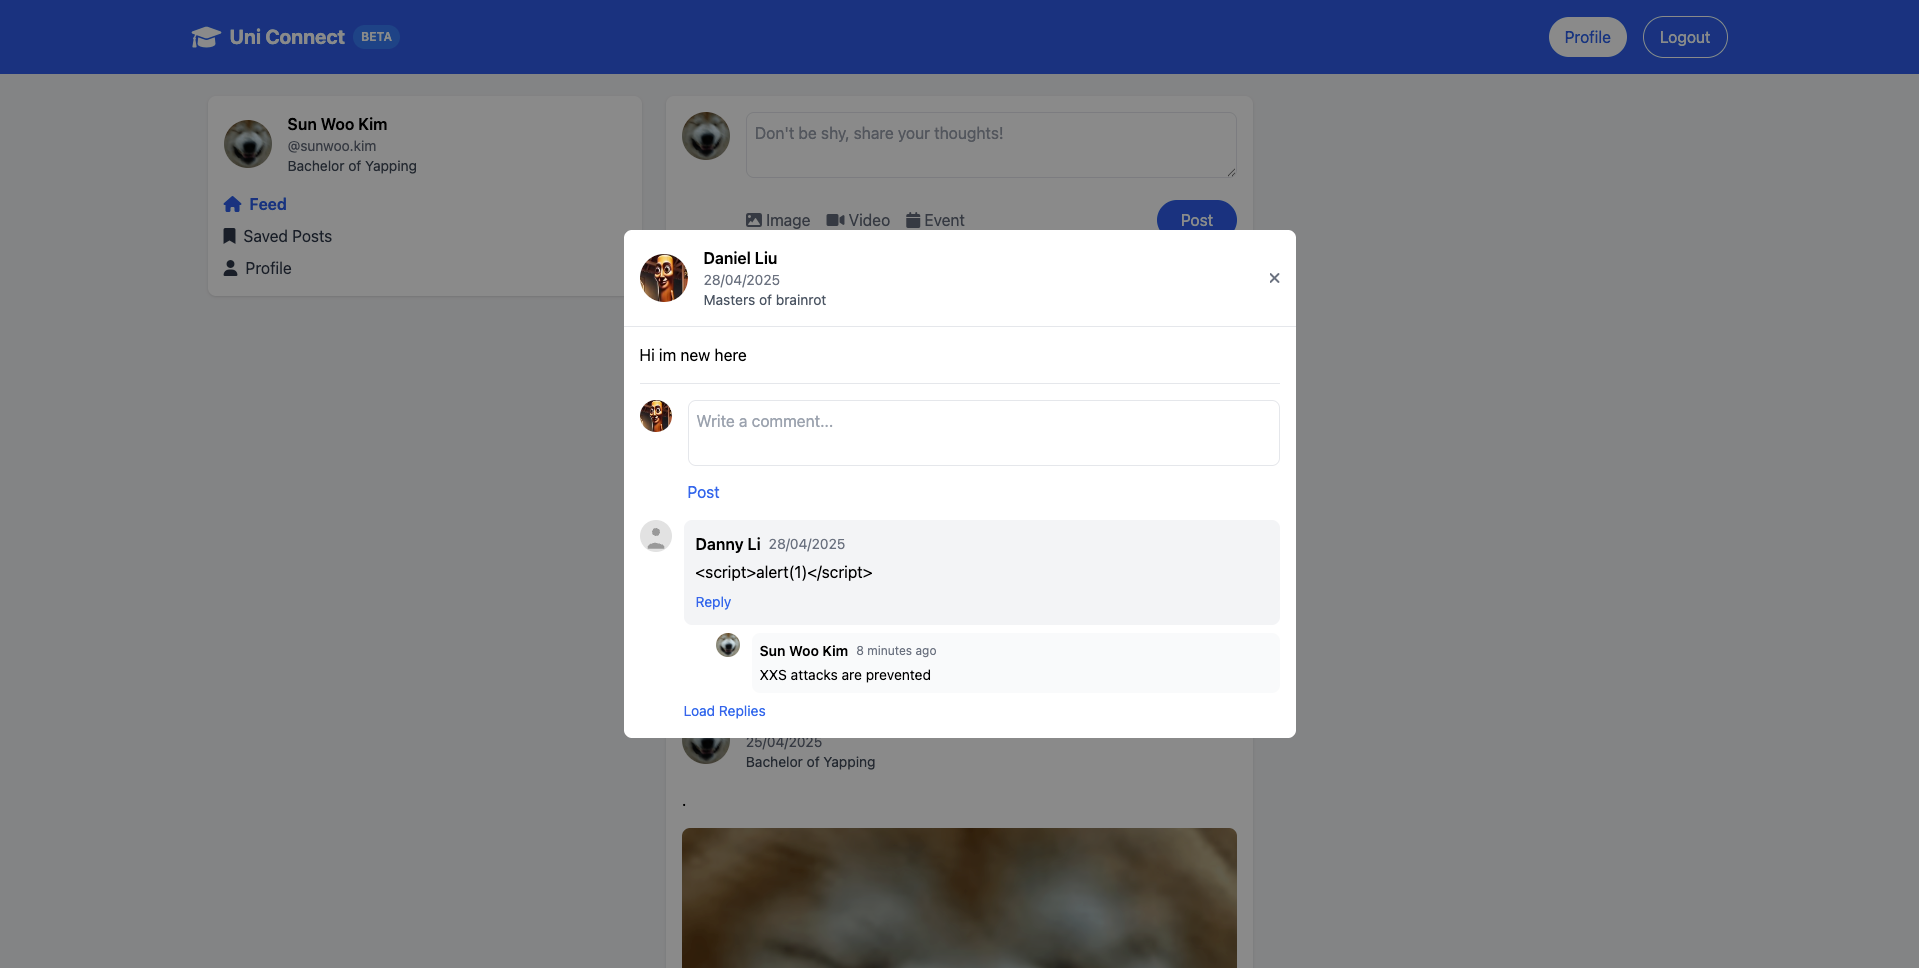 Uni Connect BETA
Profile
Logout
Sun Woo Kim
@sunwoo.kim
Bachelor of Yapping
Feed
Saved Posts
Profile
Don't be shy, share your thoughts!
Image Video Event
Post
Daniel Liu
28/04/2025
Masters of brainrot
Hi im new here
Write a comment...
Post
Danny Li 28/04/2025
<script>alert(1)</script>
Reply
Sun Woo Kim 8 minutes ago
XXS attacks are prevented
Load Replies
25/04/2025
Bachelor of Yapping
.